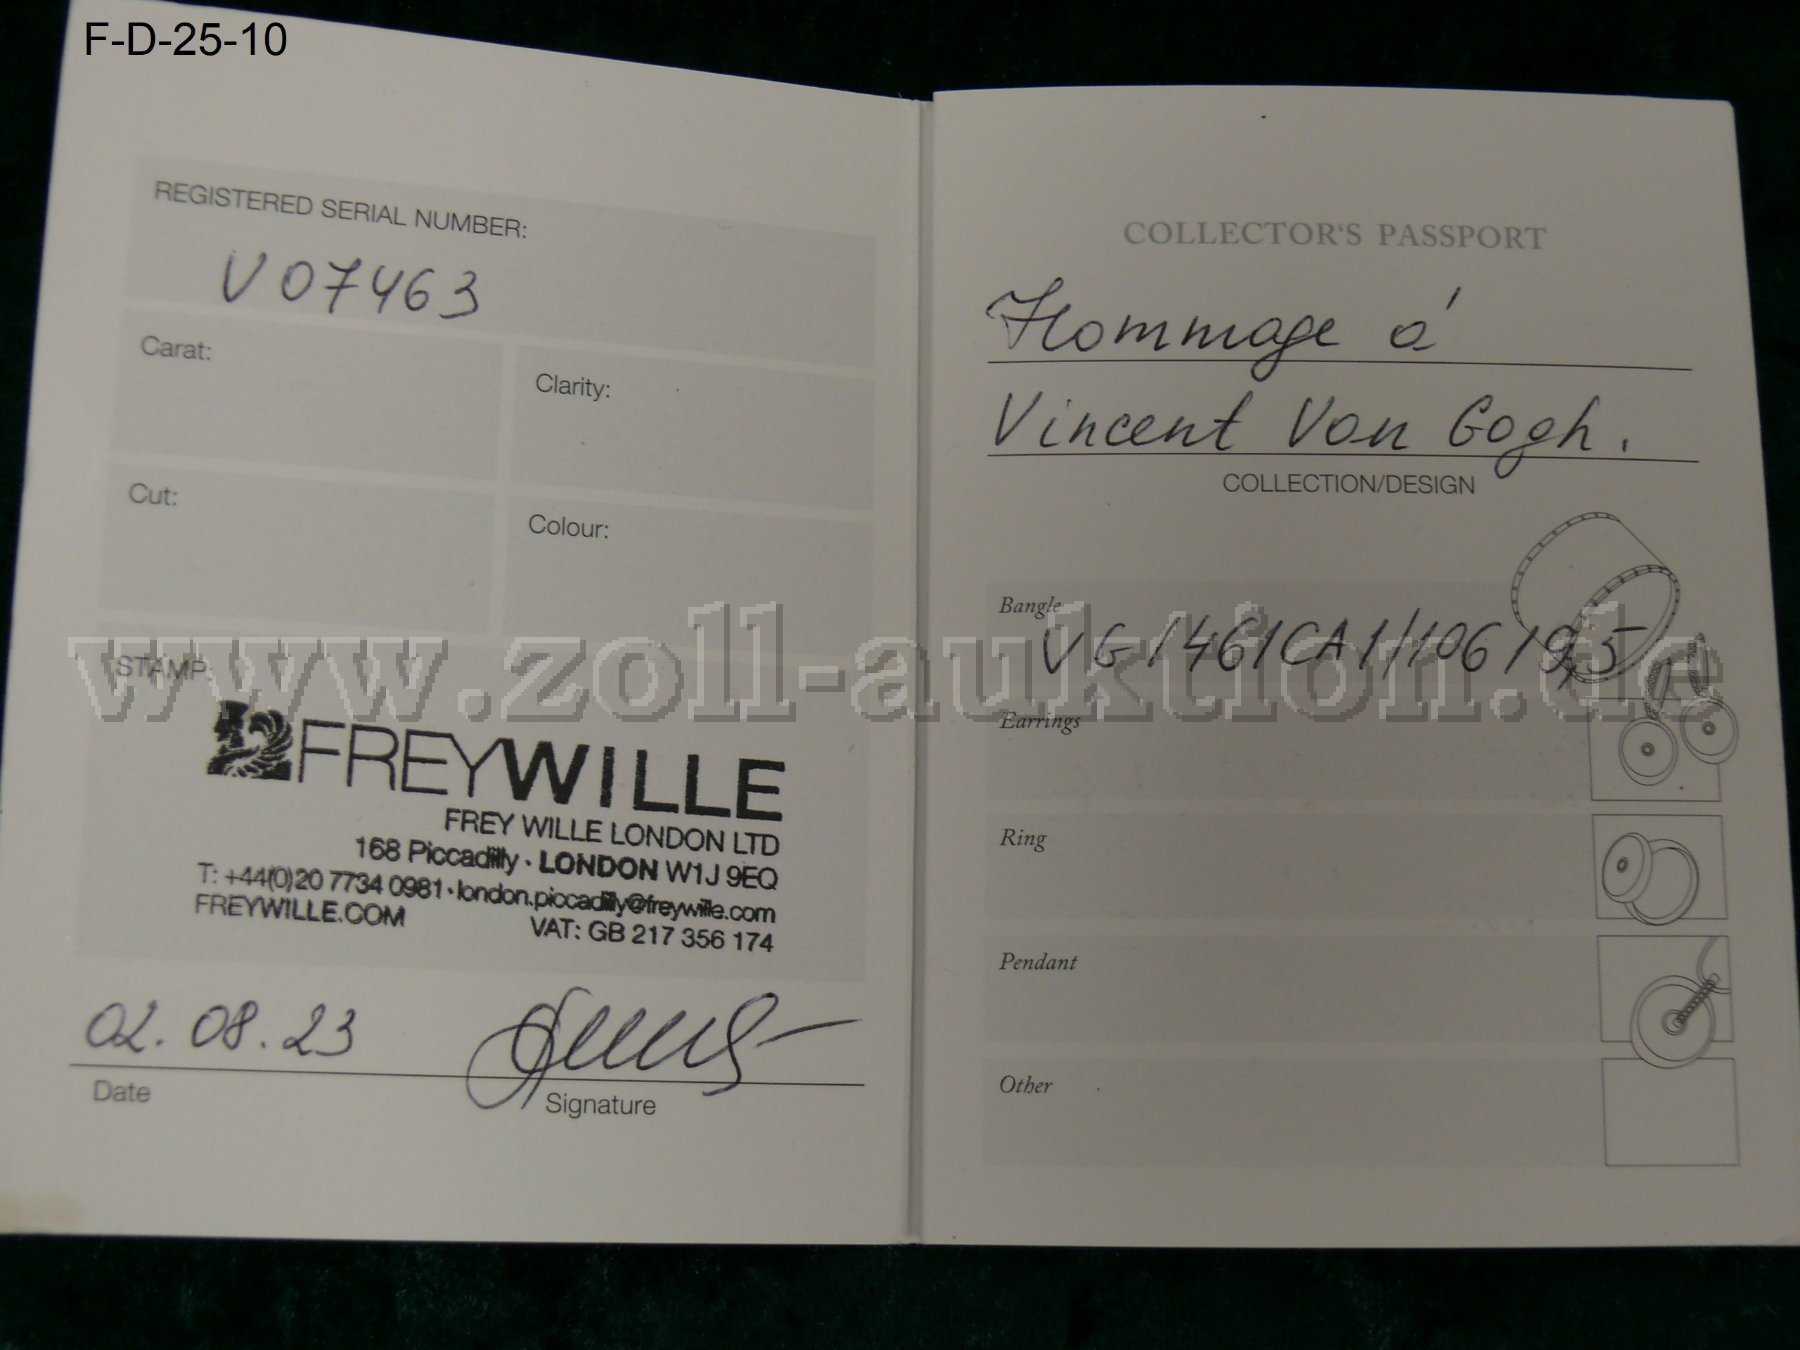 F-D-25-10
REGISTERED SERIAL NUMBER:
V07463
Carat:
Clarity:
Cut:
Colour:
STAMP
FREYWILLE
FREY WILLE LONDON LTD
168 Piccadilly · LONDON W1J 9EQ
T: +44(0)20 7734 0981 · london.piccadilly@freywille.com
FREYWILLE.COM
VAT: GB 217 356 174
02.08.23
Date
Signature
COLLECTOR'S PASSPORT
Hommage á
Vincent Van Gogh.
COLLECTION/DESIGN
Bangle
VG/461CA1/106/9,5
Earrings
Ring
Pendant
Other
www.zoll-auktion.de